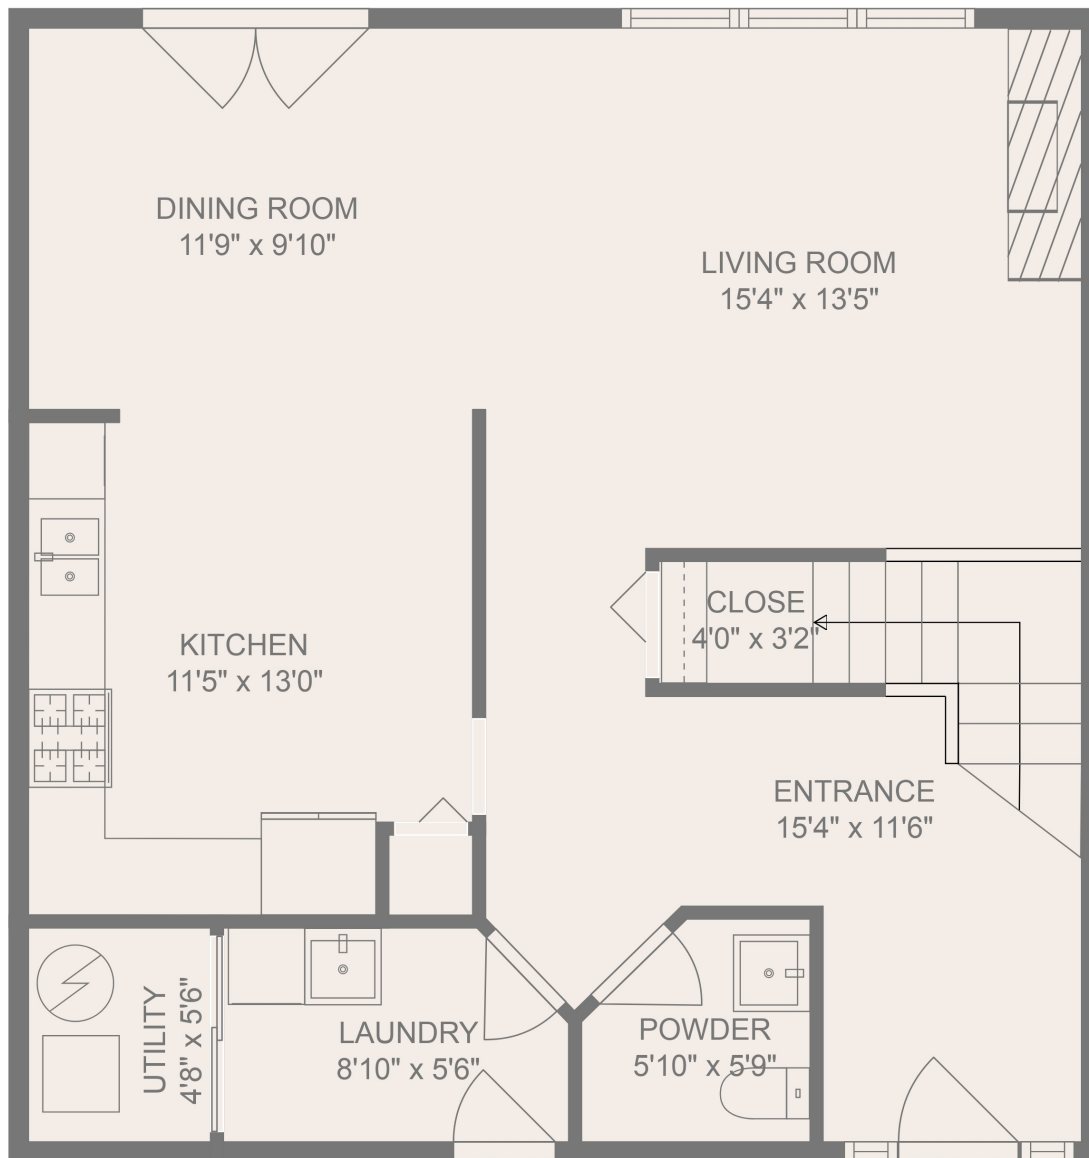 DINING ROOM
11'9" x 9'10"
LIVING ROOM
15'4" x 13'5"
CLOSE
4'0" x 3'2"
KITCHEN
11'5" x 13'0"
ENTRANCE
15'4" x 11'6"
UTILITY
4'8" x 5'6"
LAUNDRY
8'10" x 5'6"
POWDER
5'10" x 5'9"